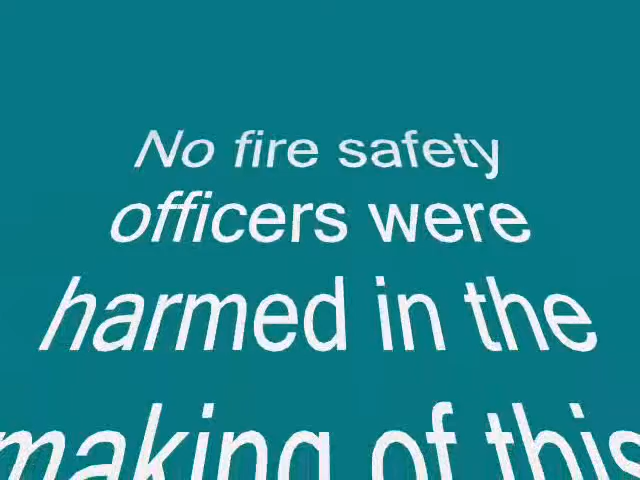 No fire safety
officers were
harmed in the
making of this